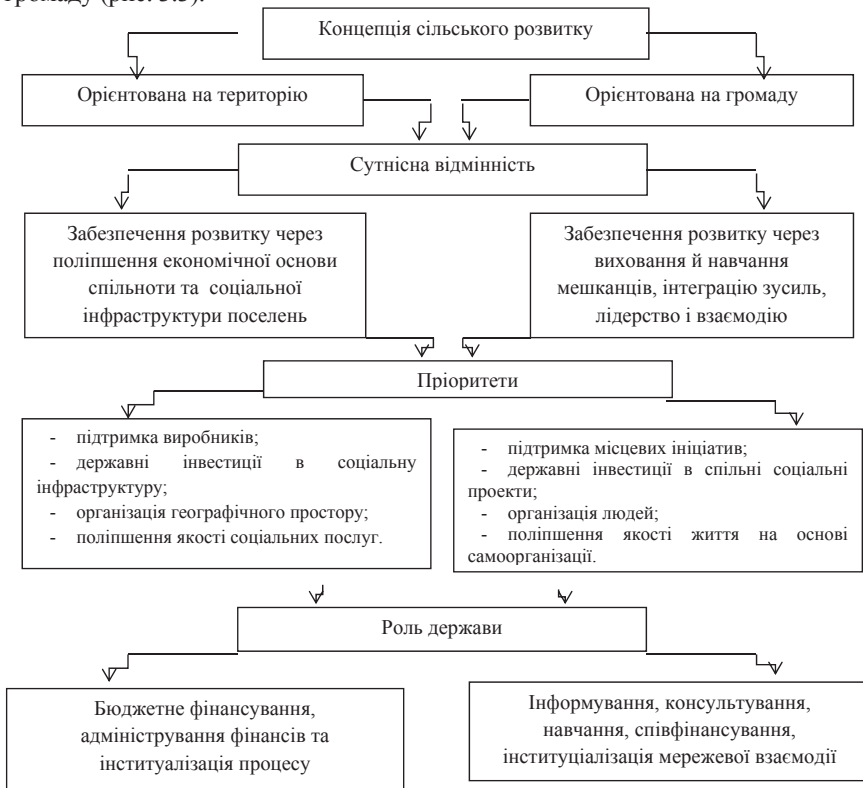 громаду (рис. 3.3).
Концепція сільського розвитку
Орієнтована на територію
Орієнтована на громаду
Сутнісна відмінність
Забезпечення розвитку через
поліпшення економічної основи
спільноти та соціальної
інфраструктури поселень
Забезпечення розвитку через
виховання й навчання
мешканців, інтеграцію зусиль,
лідерство і взаємодію
Пріоритети
- підтримка виробників;
- державні інвестиції в соціальну
інфраструктуру;
- організація географічного простору;
- поліпшення якості соціальних послуг.
- підтримка місцевих ініціатив;
- державні інвестиції в спільні соціальні
проекти;
- організація людей;
- поліпшення якості життя на основі
самоорганізації.
Роль держави
Бюджетне фінансування,
адміністрування фінансів та
інституалізація процесу
Інформування, консультування,
навчання, співфінансування,
інституціалізація мережевої взаємодії